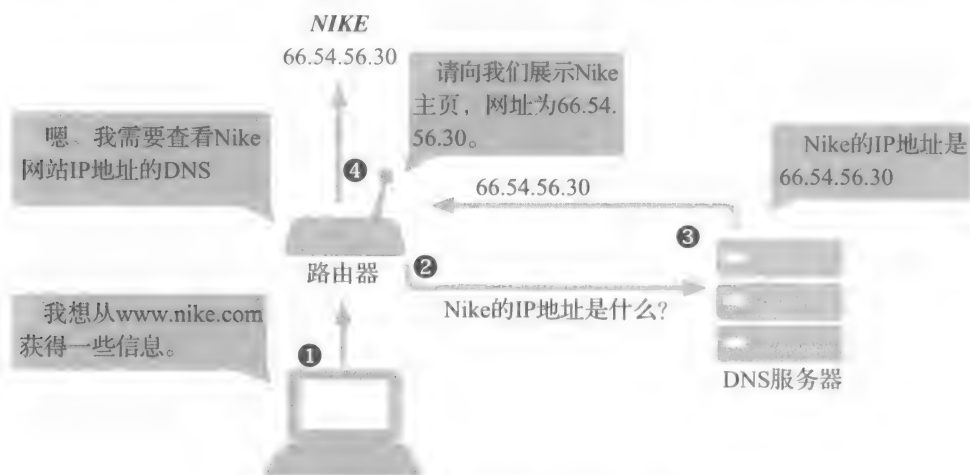 NIKE
66.54.56.30
请向我们展示Nike
主页，网址为66.54.
56.30。
嗯、我需要查看Nike
网站IP地址的DNS
Nike的IP地址是
66.54.56.30
❹
66.54.56.30
❸
路由器
❷
Nike的IP地址是什么?
我想从www.nike.com
获得一些信息。
❶
DNS服务器